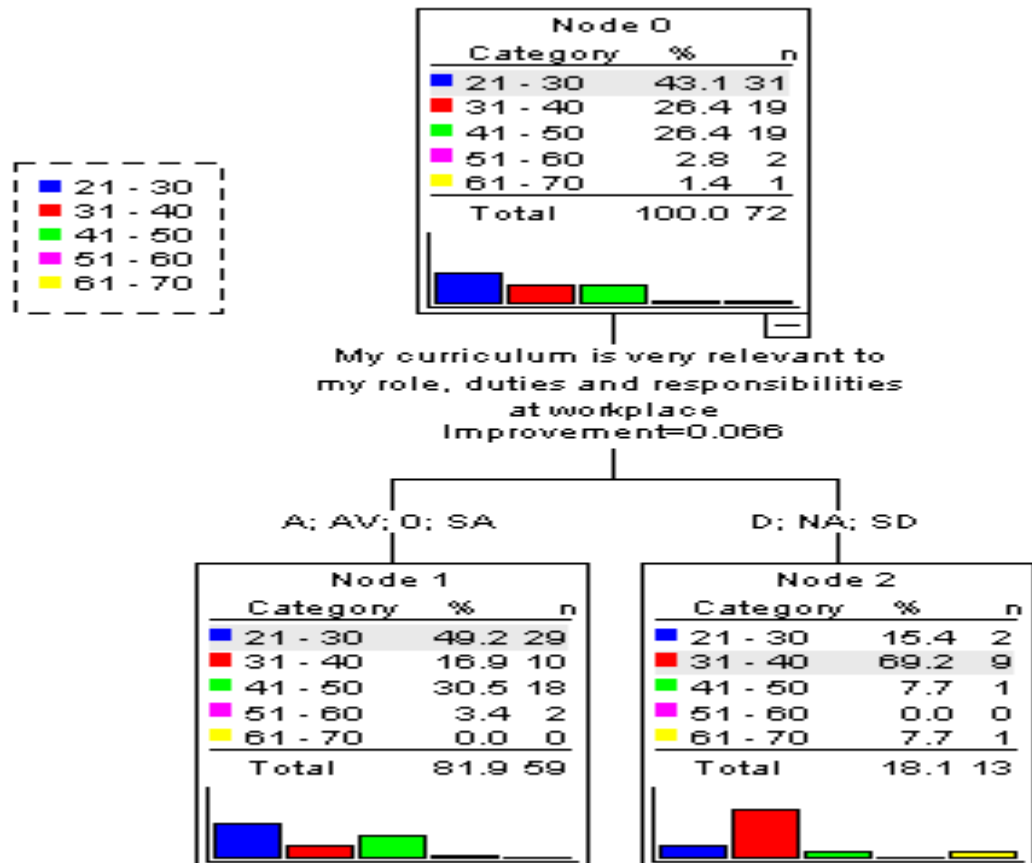 Node 0
Category % n
21 - 30 43.1 31
31 - 40 26.4 19
41 - 50 26.4 19
51 - 60 2.8 2
61 - 70 1.4 1
Total 100.0 72
21 - 30
31 - 40
41 - 50
51 - 60
61 - 70
My curriculum is very relevant to
my role, duties and responsibilities
at workplace
Improvement=0.066
A; AV; 0; SA
D; NA; SD
Node 1
Category % n
21 - 30 49.2 29
31 - 40 16.9 10
41 - 50 30.5 18
51 - 60 3.4 2
61 - 70 0.0 0
Total 81.9 59
Node 2
Category % n
21 - 30 15.4 2
31 - 40 69.2 9
41 - 50 7.7 1
51 - 60 0.0 0
61 - 70 7.7 1
Total 18.1 13